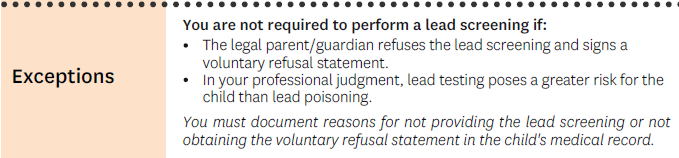 You are not required to perform a lead screening if:
• The legal parent/guardian refuses the lead screening and signs a
voluntary refusal statement.
Exceptions
• In your professional judgment, lead testing poses a greater risk for the
child than lead poisoning.
You must document reasons for not providing the lead screening or not
obtaining the voluntary refusal statement in the child's medical record.